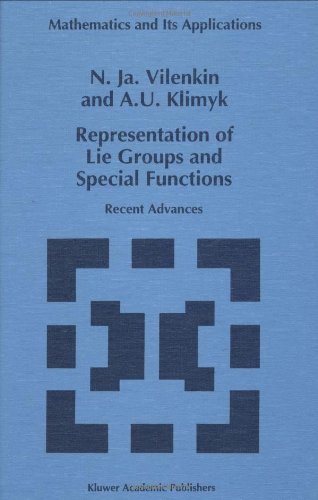 Mathematics and Its Applications
N. Ja. Vilenkin
and A.U. Klimyk
Representation of
Lie Groups and
Special Functions
Recent Advances
Kluwer Academic Publishers